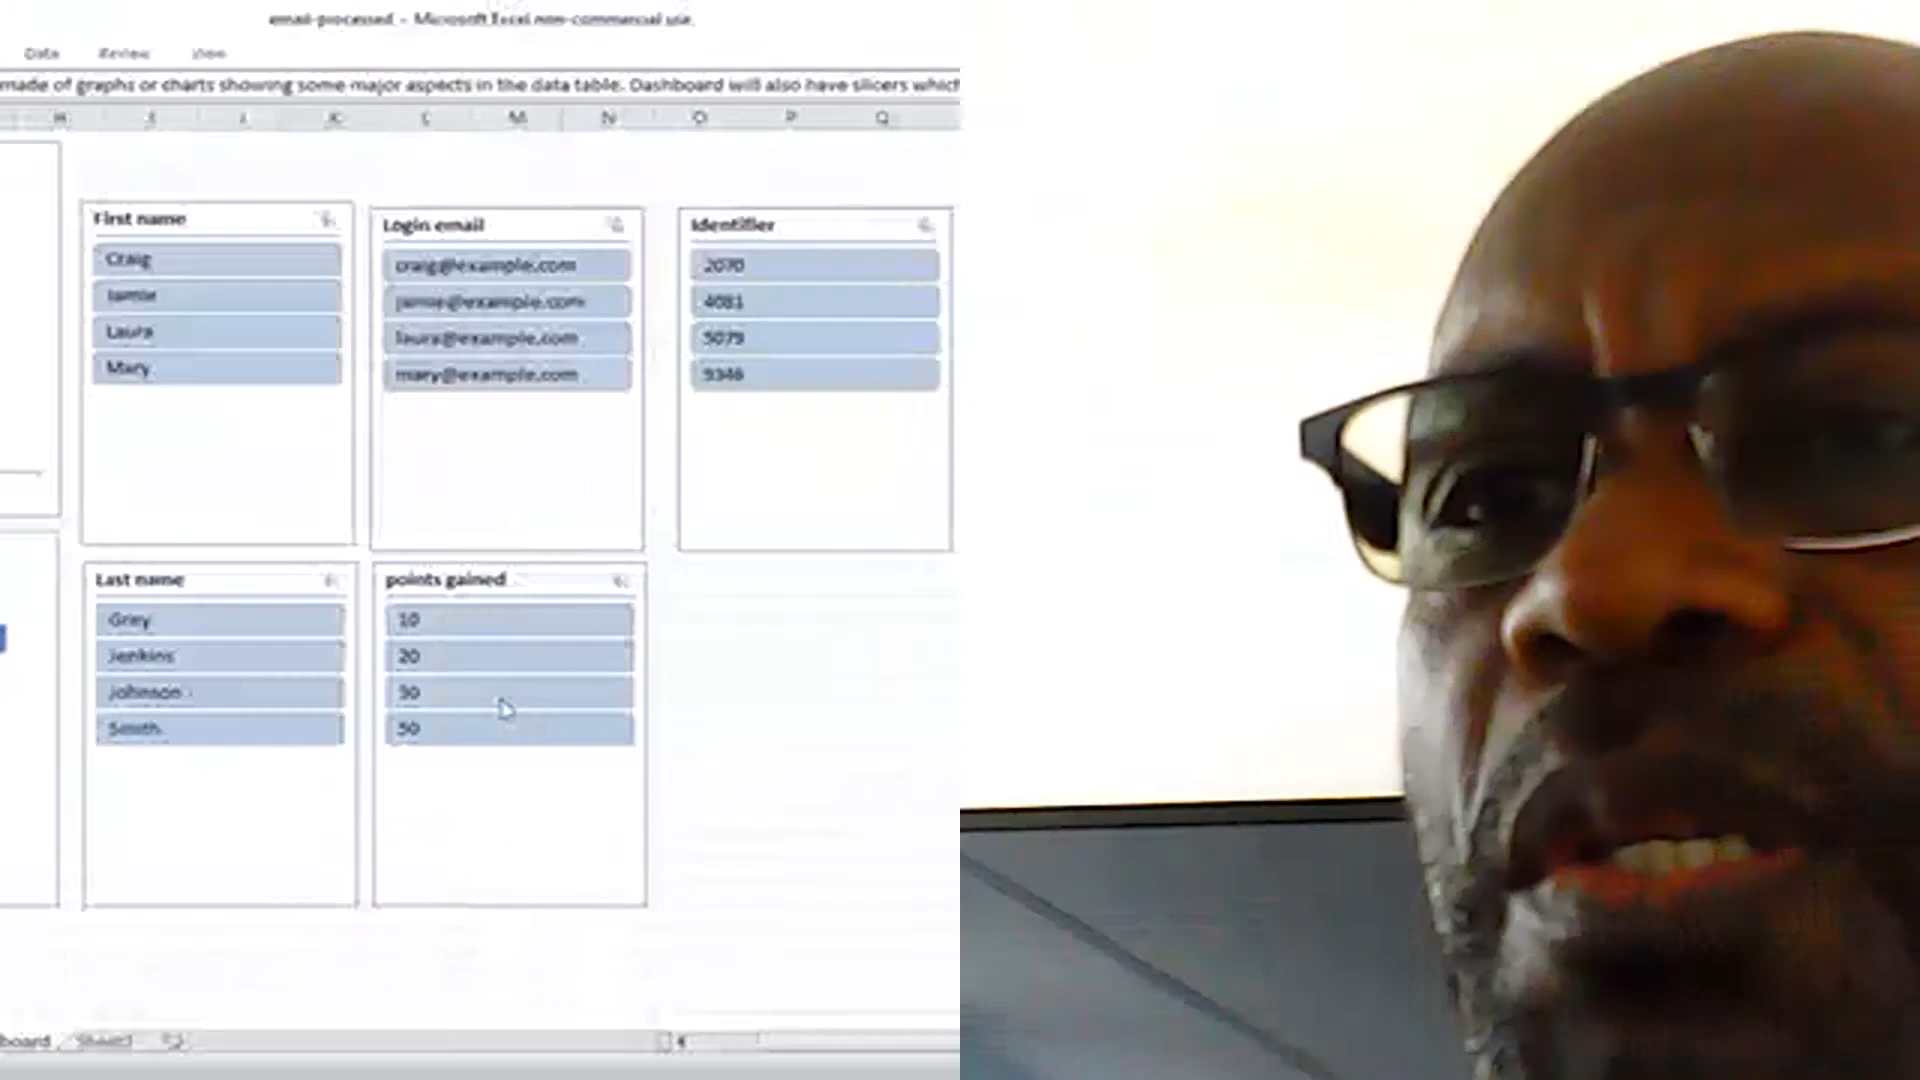 email-processed - Microsoft Excel non-commercial use
Data Review View
made of graphs or charts showing some major aspects in the data table. Dashboard will also have slicers which
H I J K L M N O P Q
First name
Craig
Jamie
Laura
Mary
Login email
craig@example.com
jamie@example.com
laura@example.com
mary@example.com
Identifier
2070
4081
5079
9346
Last name
Grey
Jenkins
Johnson
Smith
points gained
10
20
30
50
board Sheet3